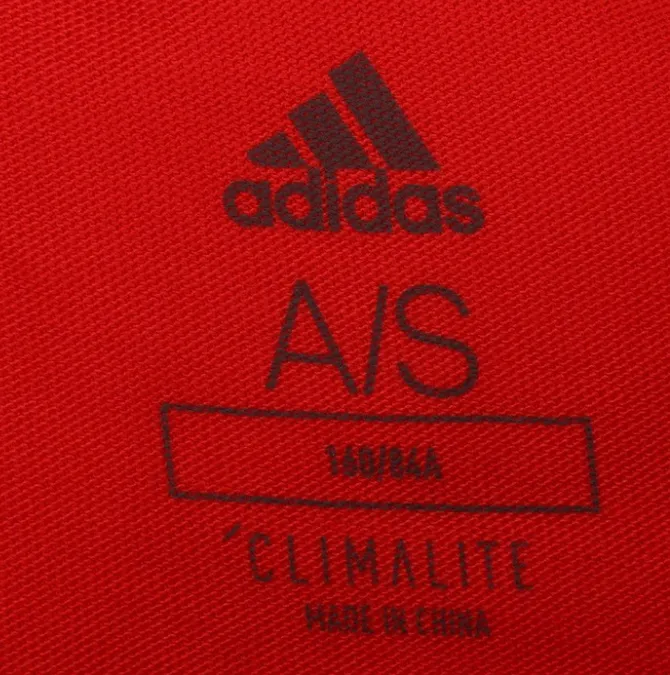 adidas
A/S
160/84A
CLIMALITE
MADE IN CHINA